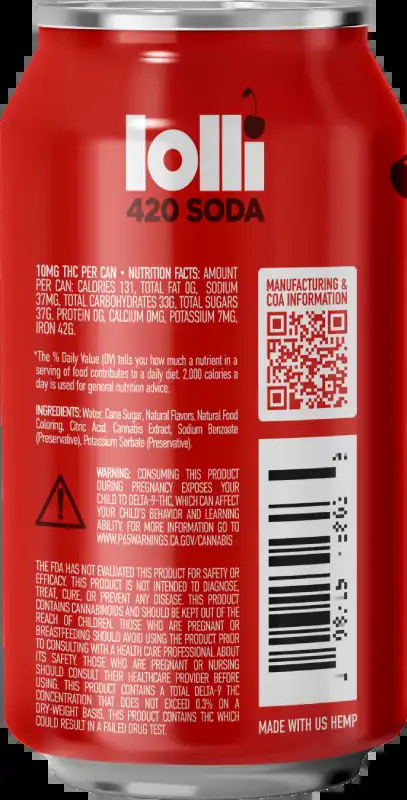 lolli
420 SODA
10MG THC PER CAN • NUTRITION FACTS: AMOUNT
PER CAN: CALORIES 131, TOTAL FAT 0G, SODIUM
37MG, TOTAL CARBOHYDRATES 33G, TOTAL SUGARS
37G, PROTEIN 0G, CALCIUM 0MG, POTASSIUM 7MG,
IRON 42G.
*The % Daily Value (DV) tells you how much a nutrient in a
serving of food contributes to a daily diet. 2,000 calories a
day is used for general nutrition advice.
INGREDIENTS: Water, Cane Sugar, Natural Flavors, Natural Food
Coloring, Citric Acid, Cannabis Extract, Sodium Benzoate
(Preservative), Potassium Sorbate (Preservative).
WARNING: CONSUMING THIS PRODUCT
DURING PREGNANCY EXPOSES YOUR
CHILD TO DELTA-9-THC, WHICH CAN AFFECT
YOUR CHILD'S BEHAVIOR AND LEARNING
ABILITY. FOR MORE INFORMATION GO TO
WWW.P65WARNINGS.CA.GOV/CANNABIS
THE FDA HAS NOT EVALUATED THIS PRODUCT FOR SAFETY OR
EFFICACY. THIS PRODUCT IS NOT INTENDED TO DIAGNOSE,
TREAT, CURE, OR PREVENT ANY DISEASE. THIS PRODUCT
CONTAINS CANNABINOIDS AND SHOULD BE KEPT OUT OF THE
REACH OF CHILDREN. THOSE WHO ARE PREGNANT OR
BREASTFEEDING SHOULD AVOID USING THE PRODUCT PRIOR
TO CONSULTING WITH A HEALTH CARE PROFESSIONAL ABOUT
ITS SAFETY. THOSE WHO ARE PREGNANT OR NURSING
SHOULD CONSULT THEIR HEALTHCARE PROVIDER BEFORE
USING. THIS PRODUCT CONTAINS A TOTAL DELTA-9 THC
CONCENTRATION THAT DOES NOT EXCEED 0.3% ON A
DRY-WEIGHT BASIS. THIS PRODUCT CONTAINS THC WHICH
COULD RESULT IN A FAILED DRUG TEST.
MANUFACTURING &
COA INFORMATION
MADE WITH US HEMP